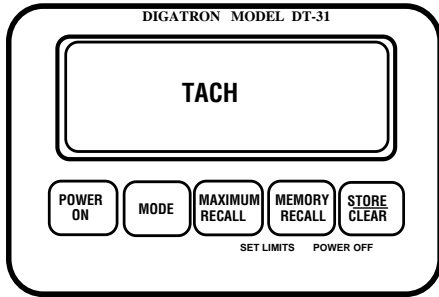 DIGATRON MODEL DT-31
TACH
POWER
ON
MODE
MAXIMUM
RECALL
MEMORY
RECALL
STORE
CLEAR
SET LIMITS POWER OFF